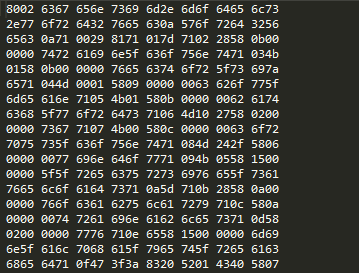 8002 6367 656e 7369 6d2e 6d6f 6465 6c73
2e77 6f72 6432 7665 630a 576f 7264 3256
6563 0a71 0029 8171 017d 7102 2858 0b00
0000 7472 6169 6e5f 636f 756e 7471 034b
0158 0b00 0000 7665 6374 6f72 5f73 697a
6571 044d 0001 5809 0000 0063 626f 775f
6d65 616e 7105 4b01 580b 0000 0062 6174
6368 5f77 6f72 6473 7106 4d10 2758 0200
0000 7367 7107 4b00 580c 0000 0063 6f72
7075 735f 636f 756e 7471 084d 242f 5806
0000 0077 696e 646f 7771 094b 0558 1500
0000 5f5f 7265 6375 7273 6976 655f 7361
7665 6c6f 6164 7371 0a5d 710b 2858 0a00
0000 766f 6361 6275 6c61 7279 710c 580a
0000 0074 7261 696e 6162 6c65 7371 0d58
0200 0000 7776 710e 6558 1500 0000 6d69
6e5f 616c 7068 615f 7965 745f 7265 6163
6865 6471 0f47 3f3a 8320 5201 4340 5807